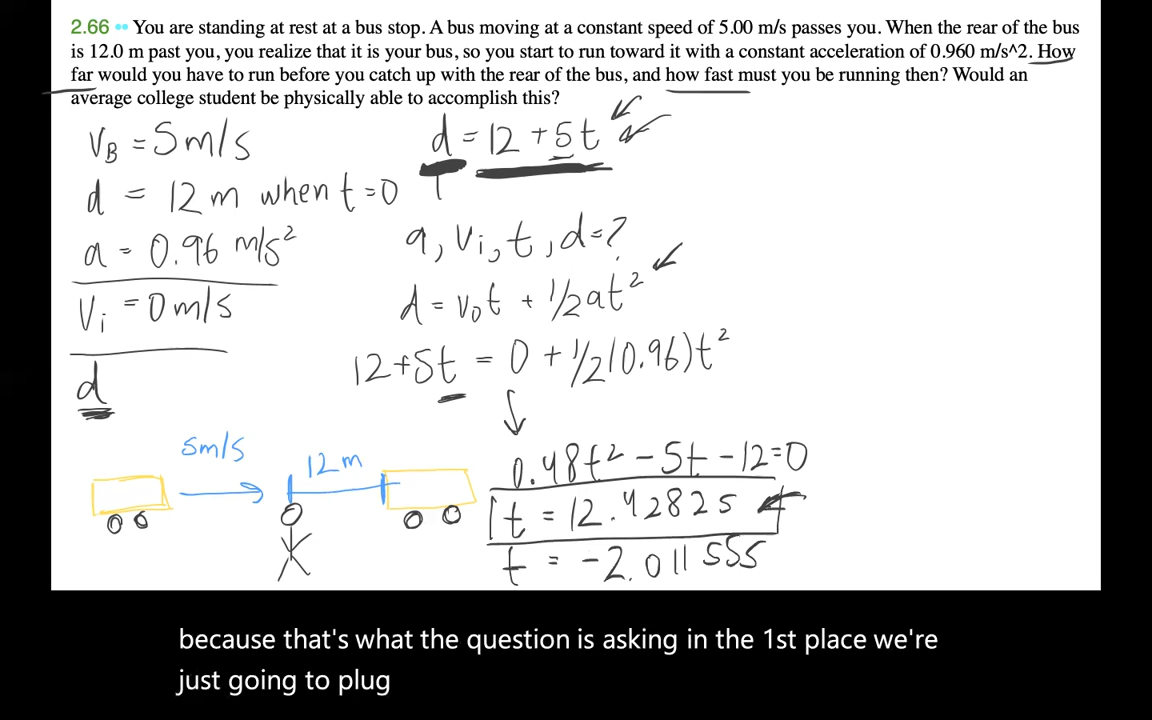 2.66 •• You are standing at rest at a bus stop. A bus moving at a constant speed of 5.00 m/s passes you. When the rear of the bus
is 12.0 m past you, you realize that it is your bus, so you start to run toward it with a constant acceleration of 0.960 m/s^2. How
far would you have to run before you catch up with the rear of the bus, and how fast must you be running then? Would an
average college student be physically able to accomplish this?
V_B = 5m/s
d = 12 + 5t
d = 12m when t=0
a = 0.96 m/s²
a, Vi, t, d=?
Vi = 0m/s
d = v₀t + 1/2at²
12+5t = 0 + 1/2(0.96)t²
d
5m/s
12m
0.48t² - 5t - 12=0
t = 12.42825
t = -2.011555
because that's what the question is asking in the 1st place we're
just going to plug